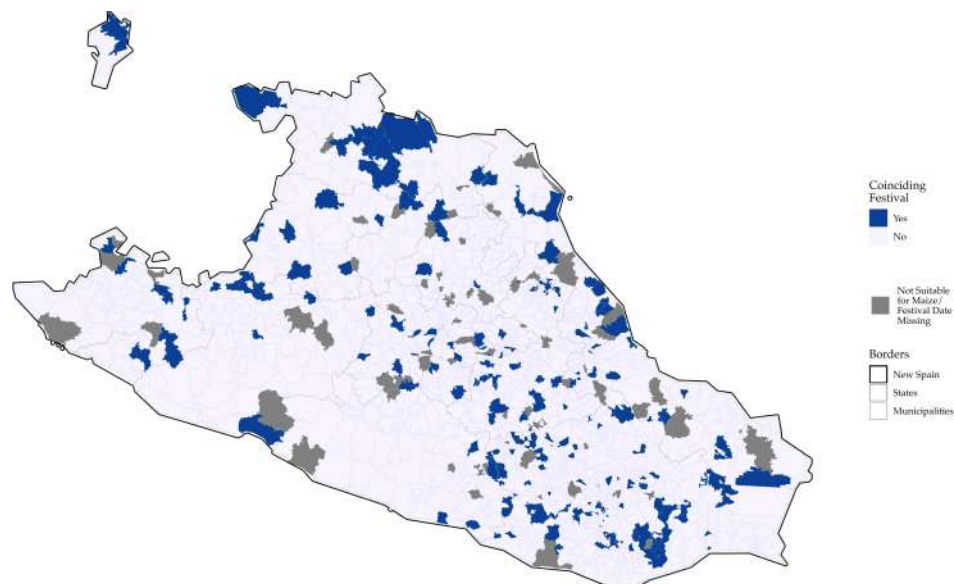 Coinciding
Festival
Yes
No
Not Suitable
for Maize/
Festival Date
Missing
Borders
New Spain
States
Municipalities